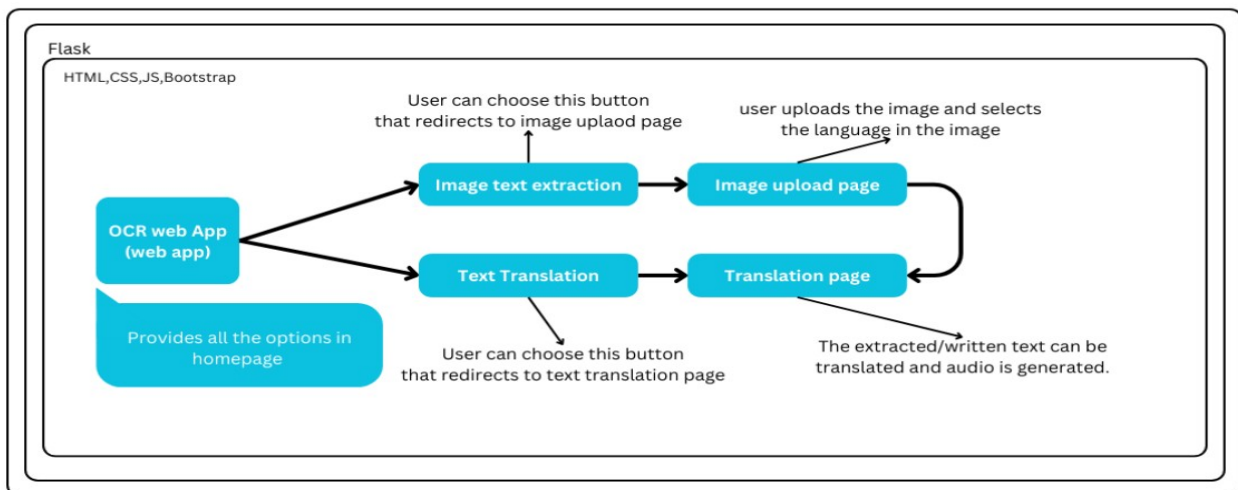 Flask
HTML,CSS,JS,Bootstrap
User can choose this button
that redirects to image uplaod page
user uploads the image and selects
the language in the image
Image text extraction
Image upload page
OCR web App
(web app)
Text Translation
Translation page
Provides all the options in
homepage
User can choose this button
that redirects to text translation page
The extracted/written text can be
translated and audio is generated.